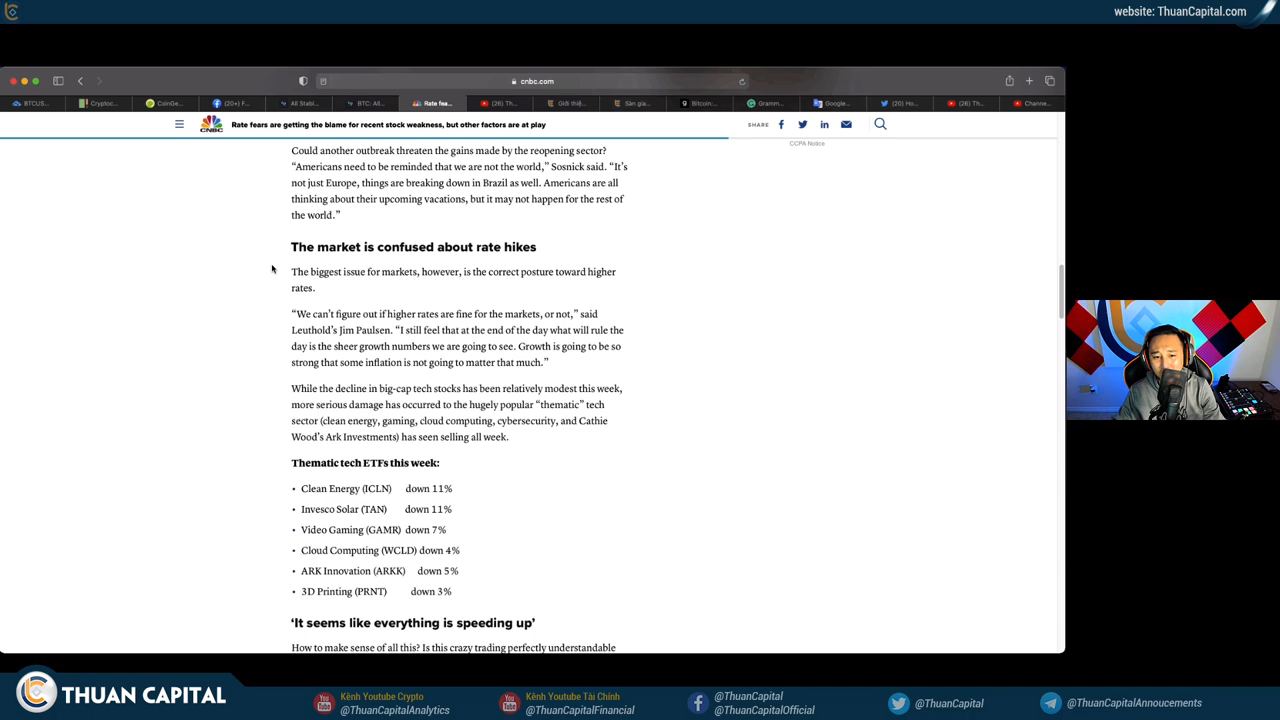 website: ThuanCapital.com
cnbc.com
BTCUS...
Cryptoc...
CoinGe...
(20+) F...
All Stabl...
BTC: All...
Rate fea...
(26) Th...
Giới thiệ...
Sàn gia...
Bitcoin:...
Gramm...
Google...
(20) Ho...
(26) Th...
Channe...
CNBC
Rate fears are getting the blame for recent stock weakness, but other factors are at play
SHARE
CCPA Notice
Could another outbreak threaten the gains made by the reopening sector?
“Americans need to be reminded that we are not the world,” Sosnick said. “It’s
not just Europe, things are breaking down in Brazil as well. Americans are all
thinking about their upcoming vacations, but it may not happen for the rest of
the world.”
The market is confused about rate hikes
The biggest issue for markets, however, is the correct posture toward higher
rates.
“We can’t figure out if higher rates are fine for the markets, or not,” said
Leuthold’s Jim Paulsen. “I still feel that at the end of the day what will rule the
day is the sheer growth numbers we are going to see. Growth is going to be so
strong that some inflation is not going to matter that much.”
While the decline in big-cap tech stocks has been relatively modest this week,
more serious damage has occurred to the hugely popular “thematic” tech
sector (clean energy, gaming, cloud computing, cybersecurity, and Cathie
Wood’s Ark Investments) has seen selling all week.
Thematic tech ETFs this week:
• Clean Energy (ICLN) down 11%
• Invesco Solar (TAN) down 11%
• Video Gaming (GAMR) down 7%
• Cloud Computing (WCLD) down 4%
• ARK Innovation (ARKK) down 5%
• 3D Printing (PRNT) down 3%
‘It seems like everything is speeding up’
How to make sense of all this? Is this crazy trading perfectly understandable
THUAN CAPITAL
You Tube
Kênh Youtube Crypto
@ThuanCapitalAnalytics
You Tube
Kênh Youtube Tài Chính
@ThuanCapitalFinancial
@ThuanCapital
@ThuanCapitalOfficial
@ThuanCapital
@ThuanCapitalAnnoucements